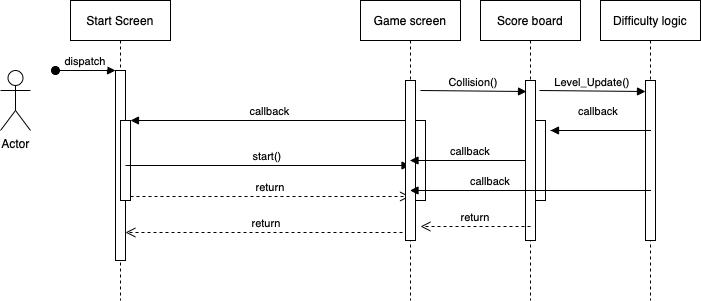 Start Screen
Game screen
Score board
Difficulty logic
dispatch
Actor
Collision()
Level_Update()
callback
callback
start()
callback
callback
return
return
return